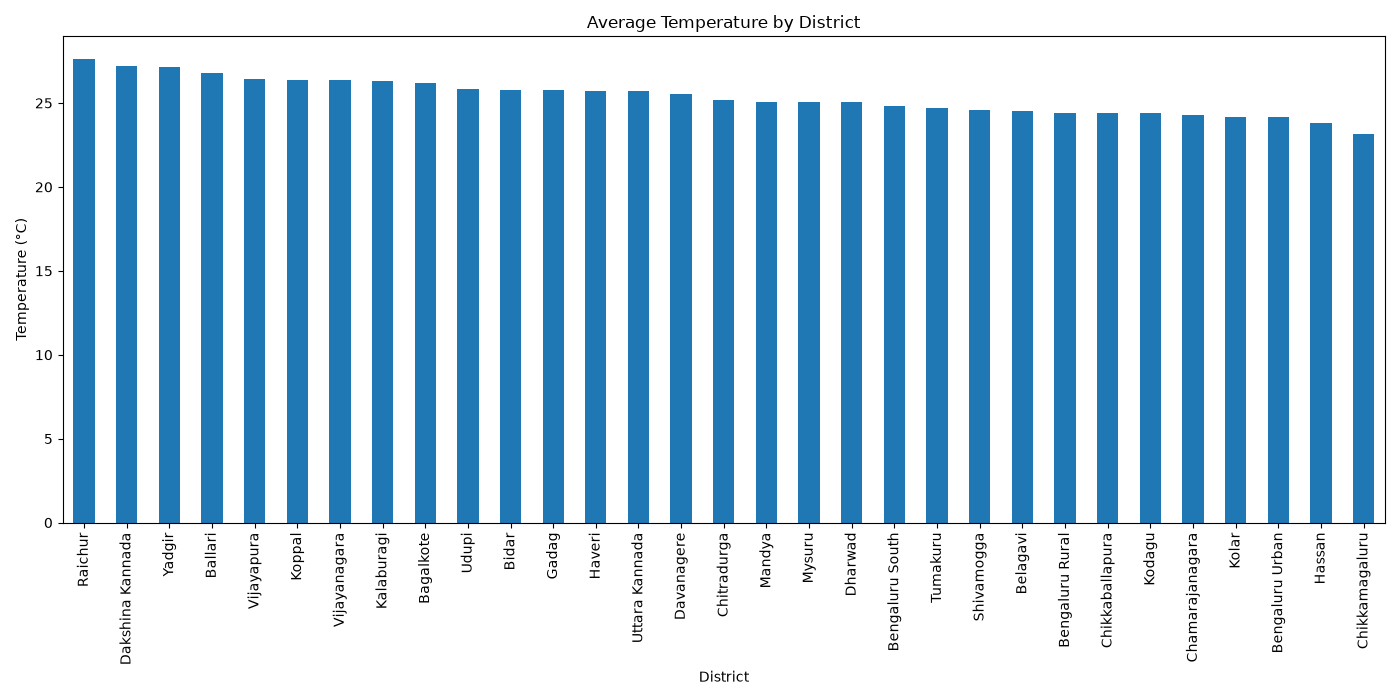 Average Temperature by District
Temperature (°C)
25
20
15
10
5
0
Raichur
Dakshina Kannada
Yadgir
Ballari
Vijayapura
Koppal
Vijayanagara
Kalaburagi
Bagalkote
Udupi
Bidar
Gadag
Haveri
Uttara Kannada
Davanagere
Chitradurga
Mandya
Mysuru
Dharwad
Bengaluru South
Tumakuru
Shivamogga
Belagavi
Bengaluru Rural
Chikkaballapura
Kodagu
Chamarajanagara
Kolar
Bengaluru Urban
Hassan
Chikkamagaluru
District